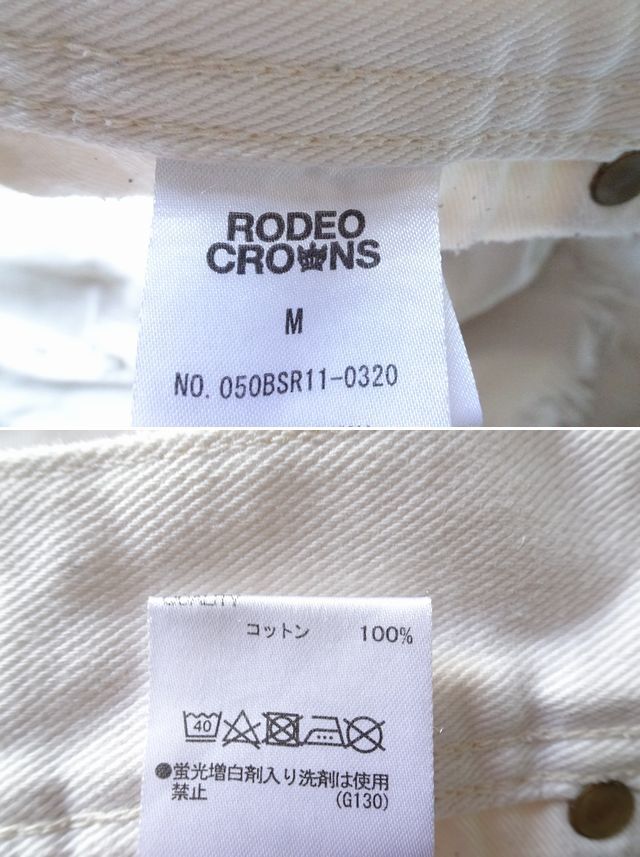 RODEO
CROWNS
M
NO. 050BSR11-0320
QUALITY
コットン 100%
40
●蛍光増白剤入り洗剤は使用
禁止 (G130)